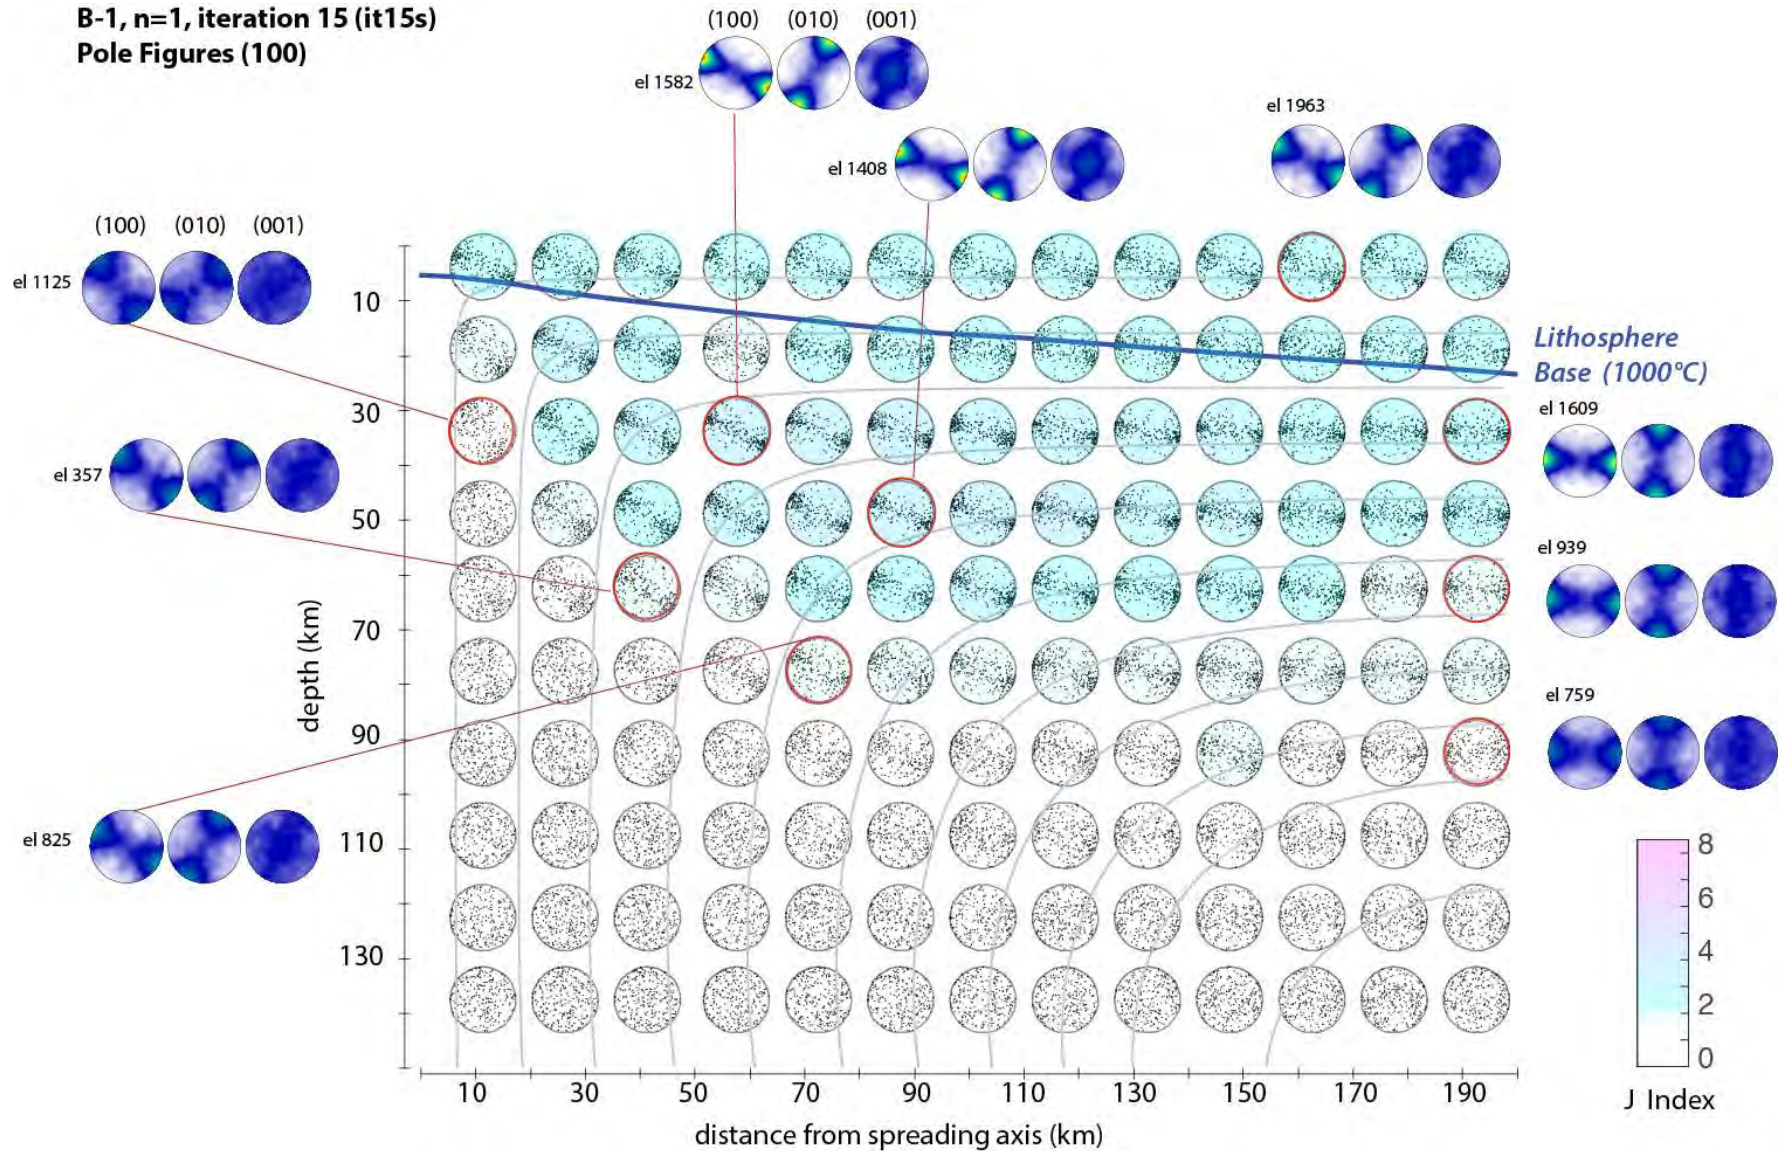 B-1, n=1, iteration 15 (it15s)
Pole Figures (100)
(100) (010) (001)
el 1582
el 1963
el 1408
(100) (010) (001)
el 1125
10
Lithosphere
Base (1000°C)
30
el 1609
el 357
50
el 939
depth (km)
70
el 759
90
el 825
110
130
8
6
4
2
0
J Index
10 30 50 70 90 110 130 150 170 190
distance from spreading axis (km)